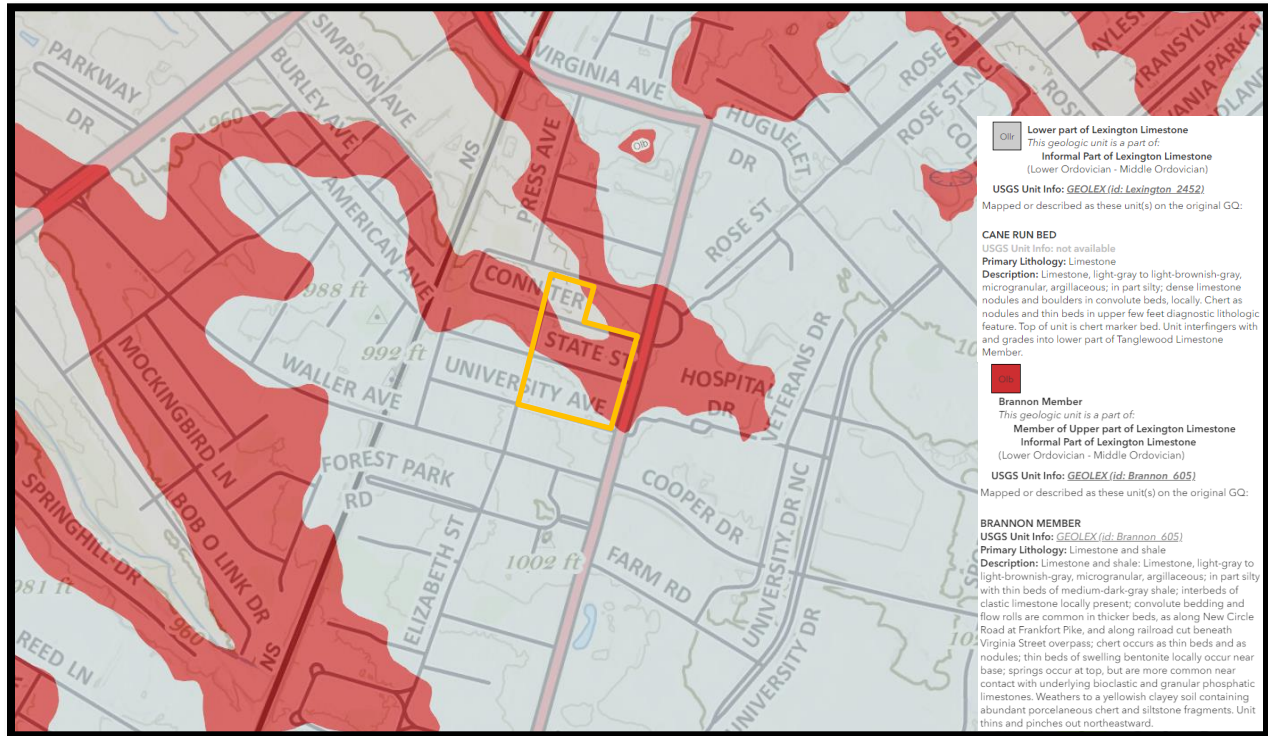 PARKWAY
DR
SIMPSON AVE
BURLEY AVE
960
NS
PRESS AVE
VIRGINIA AVE
HUGUELET
DR
ROSE ST
ROSE ST NC
COL
AYLES
TRANSYLVA
VANIA PARK
ROSE
OLAN
Ollb
AMERICAN AVE
988 ft
992 ft
CONN TER
STATE ST
UNIVERSITY AVE
WALLER AVE
ROSE ST
HOSPITAL
DR
VETERANS DR
MOCKINGBIRD LN
BOB O LINK DR
SPRINGHILL DR
981 ft
960
REED LN
NS
FOREST PARK
RD
ELIZABETH ST
1002 ft
COOPER DR
FARM RD
UNIVERSITY DR NC
UNIVERSITY DR
Ollr
Lower part of Lexington Limestone
This geologic unit is a part of:
Informal Part of Lexington Limestone
(Lower Ordovician - Middle Ordovician)
USGS Unit Info: GEOLEX (id: Lexington_2452)
Mapped or described as these unit(s) on the original GQ:
CANE RUN BED
USGS Unit Info: not available
Primary Lithology: Limestone
Description: Limestone, light-gray to light-brownish-gray,
microgranular, argillaceous; in part silty; dense limestone
nodules and boulders in convolute beds, locally. Chert as
nodules and thin beds in upper few feet diagnostic lithologic
feature. Top of unit is chert marker bed. Unit interfingers with
and grades into lower part of Tanglewood Limestone
Member.
Ollb
Brannon Member
This geologic unit is a part of:
Member of Upper part of Lexington Limestone
Informal Part of Lexington Limestone
(Lower Ordovician - Middle Ordovician)
USGS Unit Info: GEOLEX (id: Brannon_605)
Mapped or described as these unit(s) on the original GQ:
BRANNON MEMBER
USGS Unit Info: GEOLEX (id: Brannon_605)
Primary Lithology: Limestone and shale
Description: Limestone and shale: Limestone, light-gray to
light-brownish-gray, microgranular, argillaceous; in part silty
with thin beds of medium-dark-gray shale; interbeds of
clastic limestone locally present; convolute bedding and
flow rolls are common in thicker beds, as along New Circle
Road at Frankfort Pike, and along railroad cut beneath
Virginia Street overpass; chert occurs as thin beds and as
nodules; thin beds of swelling bentonite locally occur near
base; springs occur at top, but are more common near
contact with underlying bioclastic and granular phosphatic
limestones. Weathers to a yellowish clayey soil containing
abundant porcelaneous chert and siltstone fragments. Unit
thins and pinches out northeastward.